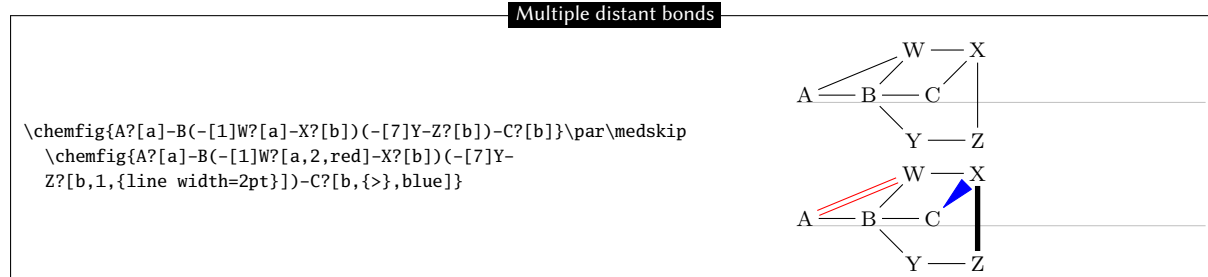 Multiple distant bonds
\chemfig{A?[a]-B(-[1]W?[a]-X?[b])(-[7]Y-Z?[b])-C?[b]}\par\medskip
\chemfig{A?[a]-B(-[1]W?[a,2,red]-X?[b])(-[7]Y-
Z?[b,1,{line width=2pt}])-C?[b,{>},blue]}
W X
A B C
Y Z
W X
A B C
Y Z